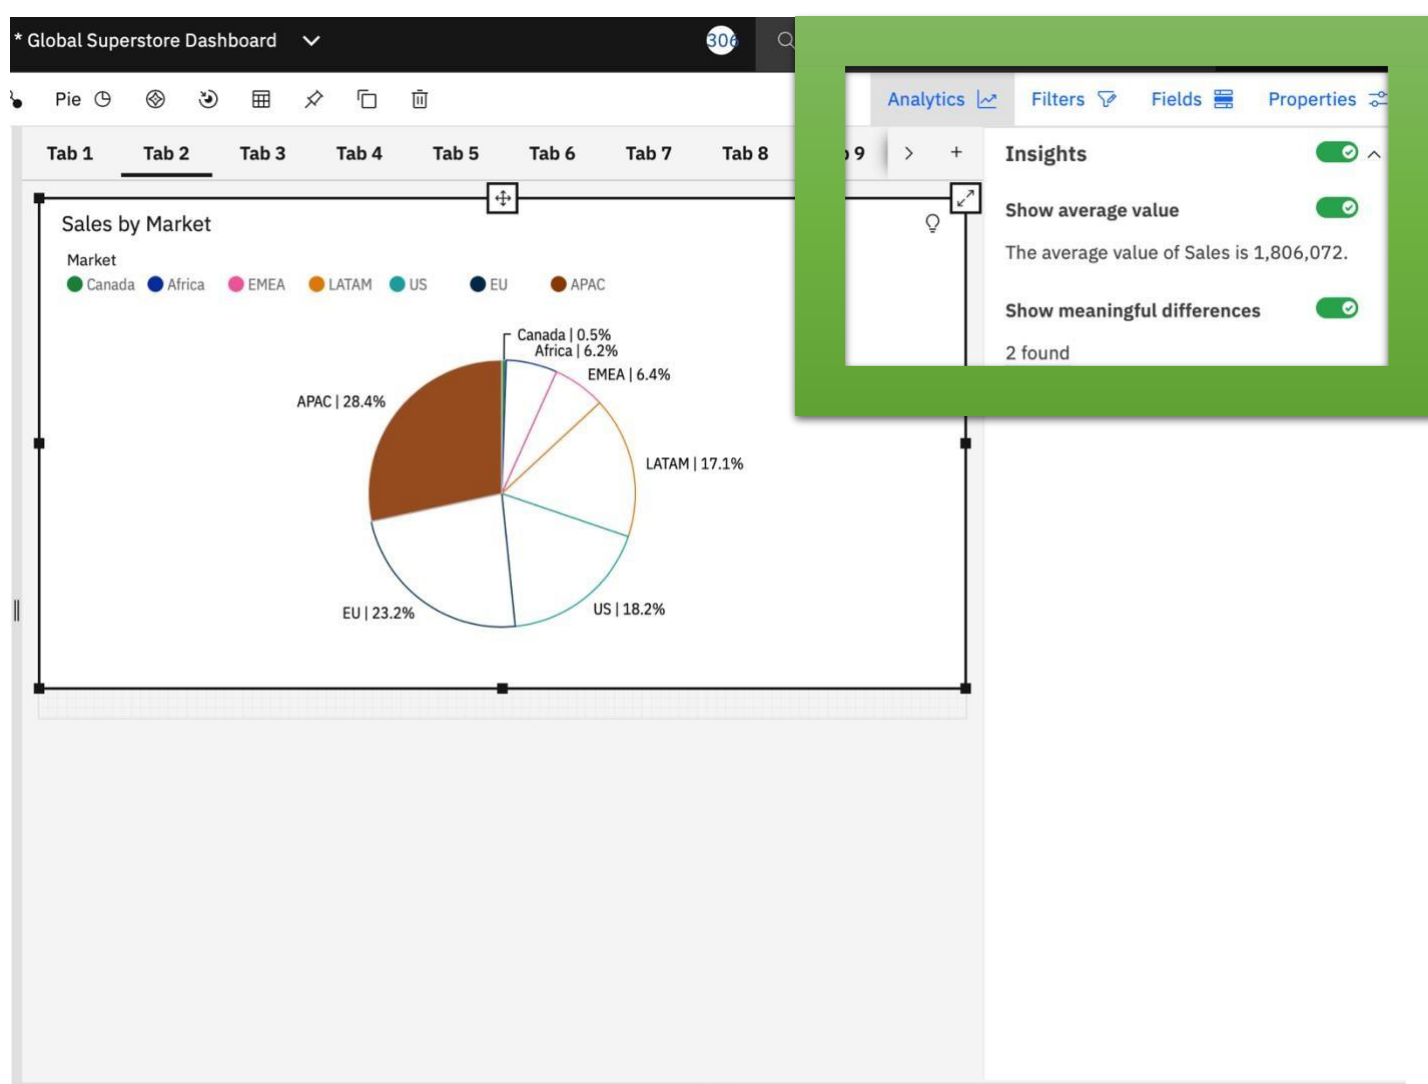 * Global Superstore Dashboard
306
Pie
Analytics Filters Fields Properties
Tab 1 Tab 2 Tab 3 Tab 4 Tab 5 Tab 6 Tab 7 Tab 8 9 > +
Insights
Show average value
The average value of Sales is 1,806,072.
Show meaningful differences
2 found
Sales by Market
Market
Canada Africa EMEA LATAM US EU APAC
Canada | 0.5%
Africa | 6.2%
EMEA | 6.4%
APAC | 28.4%
LATAM | 17.1%
EU | 23.2%
US | 18.2%